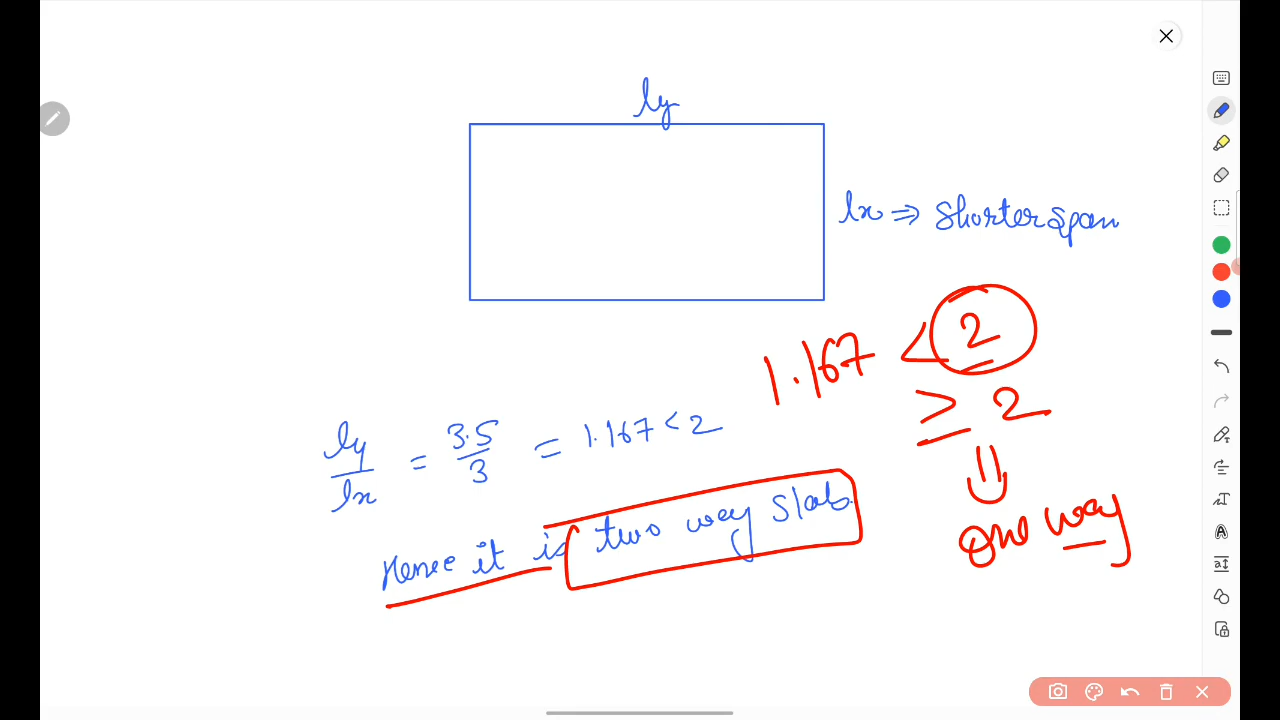 ly
lx ⇒ Shorter span
1.167 < 2
≥ 2
ly/lx = 3.5/3 = 1.167 < 2
Hence it is two way slab.
one way